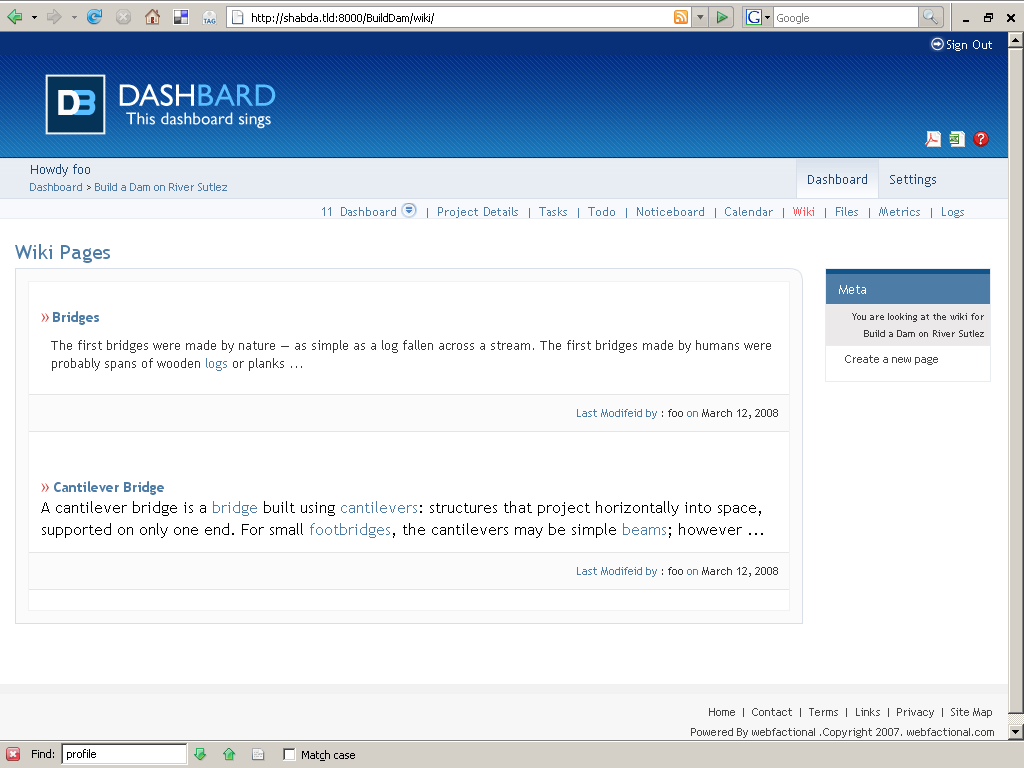 TAG
http://shabda.tld:8000/BuildDam/wiki/
G
Google
Sign Out
DB
DASHBARD
This dashboard sings
?
Howdy foo
Dashboard > Build a Dam on River Sutlez
Dashboard
Settings
11 Dashboard | Project Details | Tasks | Todo | Noticeboard | Calendar | Wiki | Files | Metrics | Logs
Wiki Pages
» Bridges
The first bridges were made by nature — as simple as a log fallen across a stream. The first bridges made by humans were
probably spans of wooden logs or planks ...
Last Modifeid by : foo on March 12, 2008
» Cantilever Bridge
A cantilever bridge is a bridge built using cantilevers: structures that project horizontally into space,
supported on only one end. For small footbridges, the cantilevers may be simple beams; however ...
Last Modifeid by : foo on March 12, 2008
Meta
You are looking at the wiki for
Build a Dam on River Sutlez
Create a new page
Home | Contact | Terms | Links | Privacy | Site Map
Powered By webfactional .Copyright 2007. webfactional.com
Find: profile
Match case